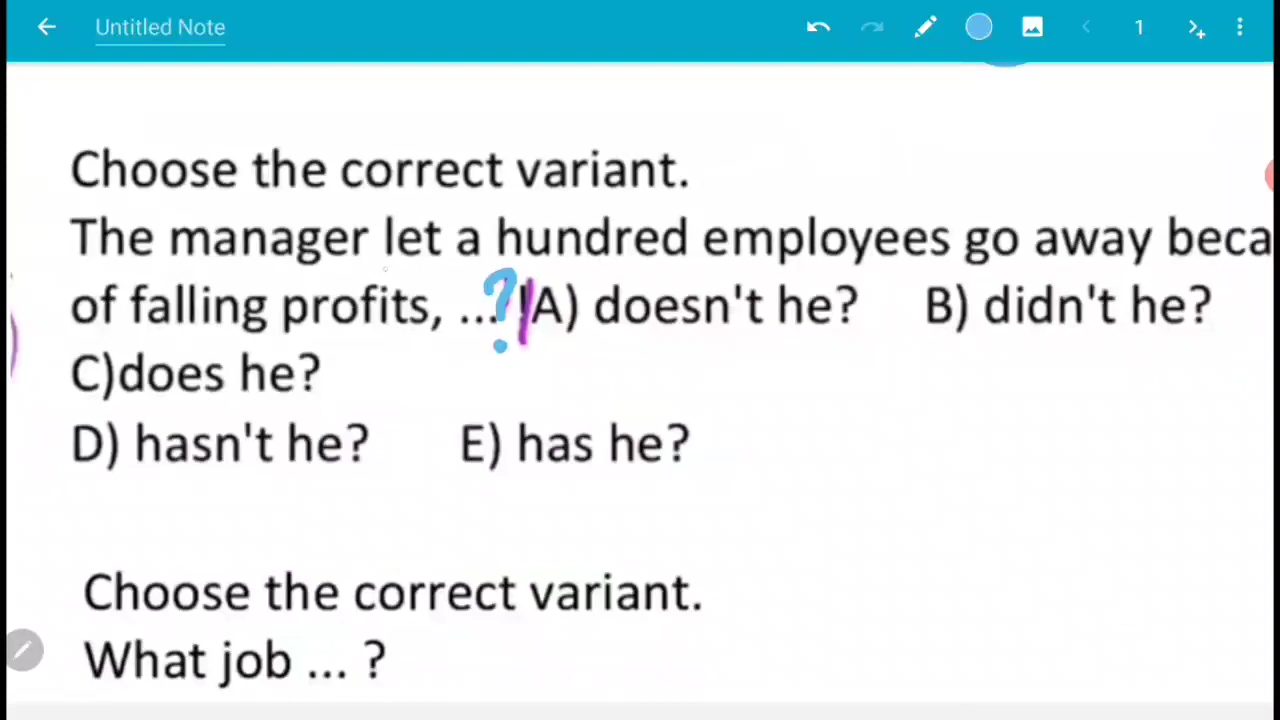 Untitled Note
1
Choose the correct variant.
The manager let a hundred employees go away beca
of falling profits, ...? A) doesn't he? B) didn't he?
C)does he?
D) hasn't he? E) has he?
Choose the correct variant.
What job ... ?